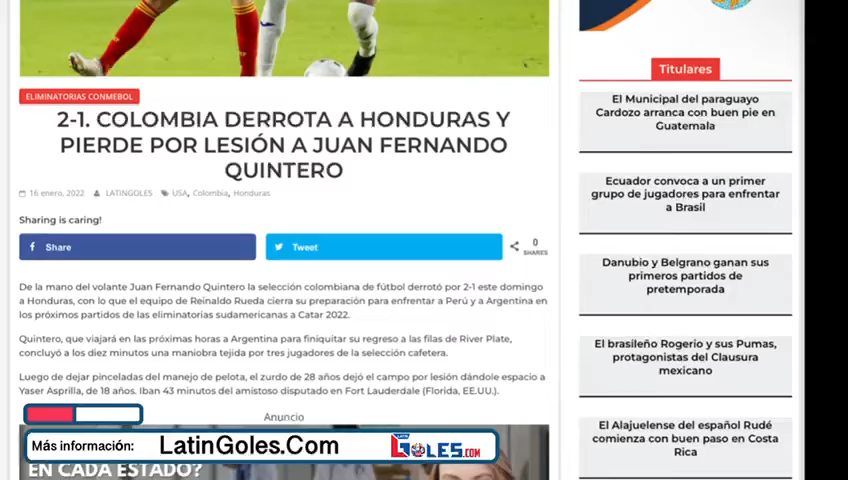 ELIMINATORIAS CONMEBOL
2-1. COLOMBIA DERROTA A HONDURAS Y
PIERDE POR LESIÓN A JUAN FERNANDO
QUINTERO
16 enero, 2022 LATINGOLES USA, Colombia, Honduras
Sharing is caring!
Share
Tweet
0
SHARES
De la mano del volante Juan Fernando Quintero la selección colombiana de fútbol derrotó por 2-1 este domingo
a Honduras, con lo que el equipo de Reinaldo Rueda cierra su preparación para enfrentar a Perú y a Argentina en
los próximos partidos de las eliminatorias sudamericanas a Catar 2022.
Quintero, que viajará en las próximas horas a Argentina para finiquitar su regreso a las filas de River Plate,
concluyó a los diez minutos una maniobra tejida por tres jugadores de la selección cafetera.
Luego de dejar pinceladas del manejo de pelota, el zurdo de 28 años dejó el campo por lesión dándole espacio a
Yaser Asprilla, de 18 años. Iban 43 minutos del amistoso disputado en Fort Lauderdale (Florida, EE.UU.).
Anuncio
Más información: LatinGoles.Com
LATIN
GOLES.COM
EN CADA ESTADO?
Titulares
El Municipal del paraguayo
Cardozo arranca con buen pie en
Guatemala
Ecuador convoca a un primer
grupo de jugadores para enfrentar
a Brasil
Danubio y Belgrano ganan sus
primeros partidos de
pretemporada
El brasileño Rogerio y sus Pumas,
protagonistas del Clausura
mexicano
El Alajuelense del español Rudé
comienza con buen paso en Costa
Rica